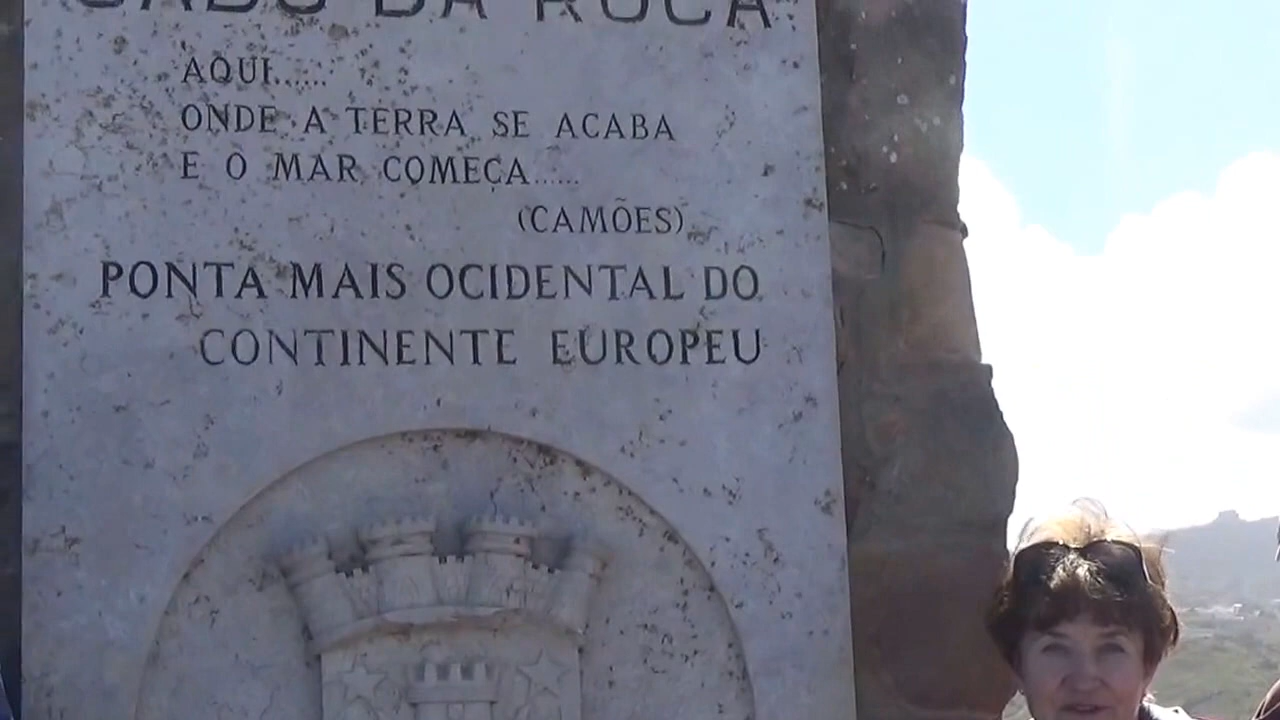 CABO DA ROCA
AQUI......
ONDE A TERRA SE ACABA
E O MAR COMEÇA......
(CAMÕES)
PONTA MAIS OCIDENTAL DO
CONTINENTE EUROPEU